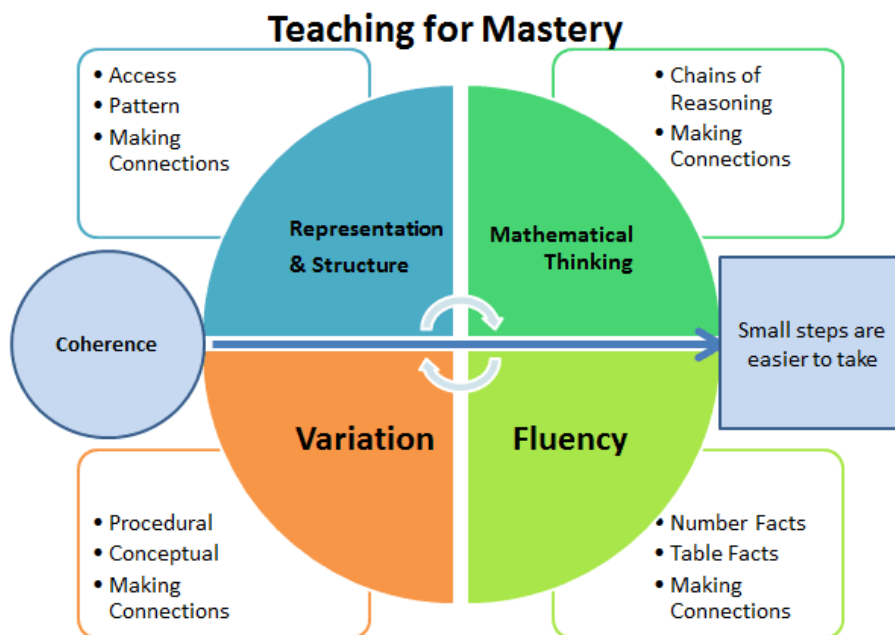 Teaching for Mastery
• Access
• Pattern
• Making
Connections
• Chains of
Reasoning
• Making
Connections
Representation
& Structure
Mathematical
Thinking
Coherence
Small steps are
easier to take
Variation
Fluency
• Procedural
• Conceptual
• Making
Connections
• Number Facts
• Table Facts
• Making
Connections